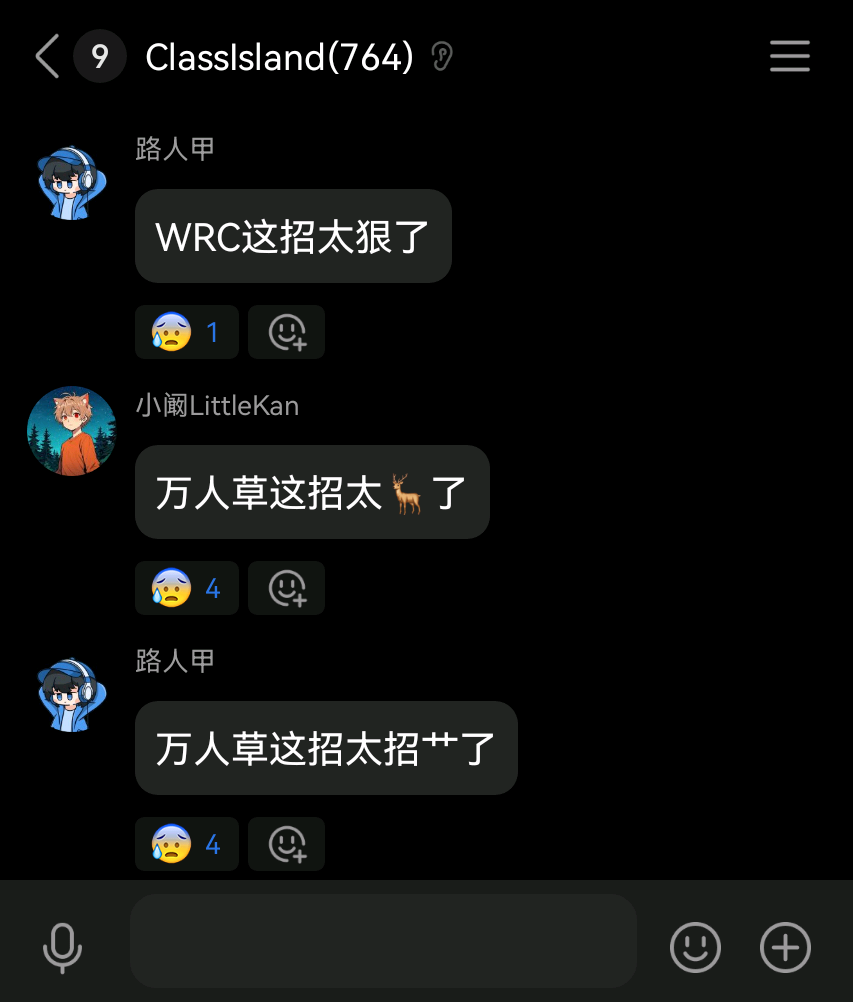 9 ClassIsland(764)
路人甲
WRC这招太狠了
1
小阚LittleKan
万人草这招太🦌了
4
路人甲
万人草这招太招艹了
4